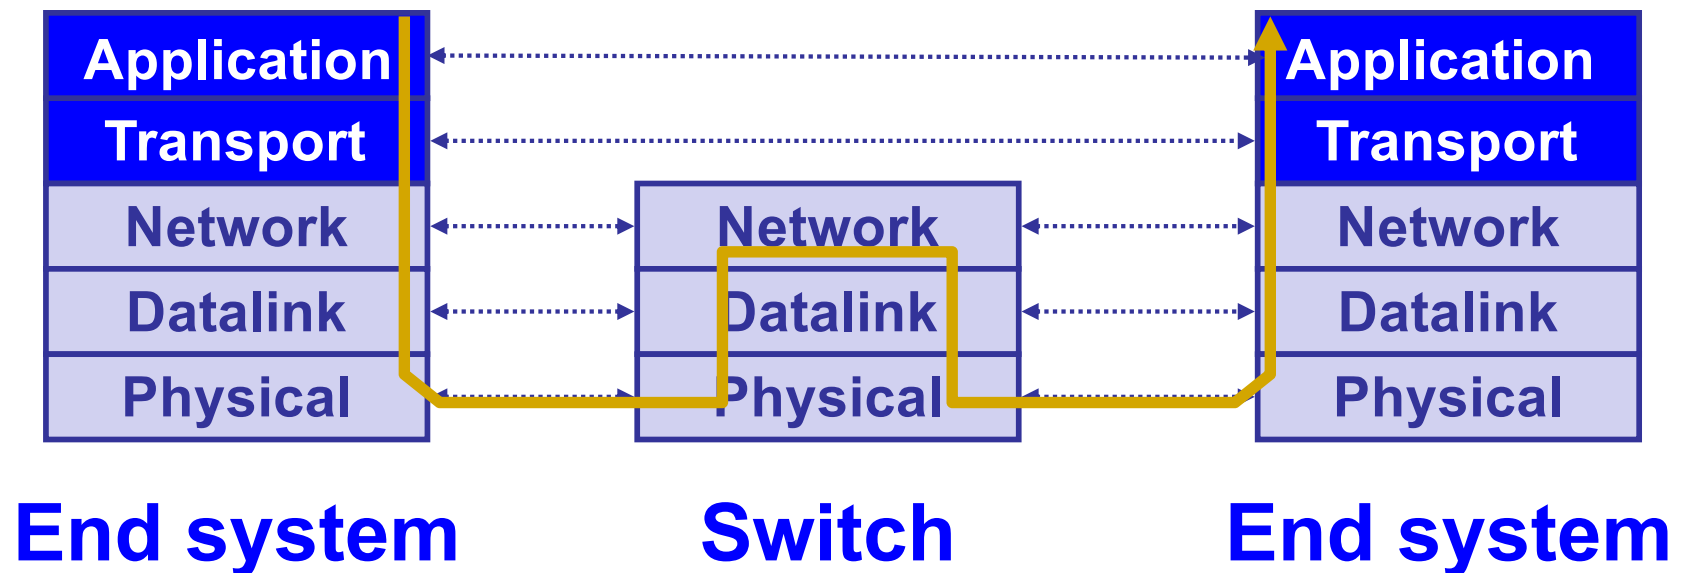 Application
Transport
Network
Datalink
Physical
Network
Datalink
Physical
Application
Transport
Network
Datalink
Physical
End system
Switch
End system